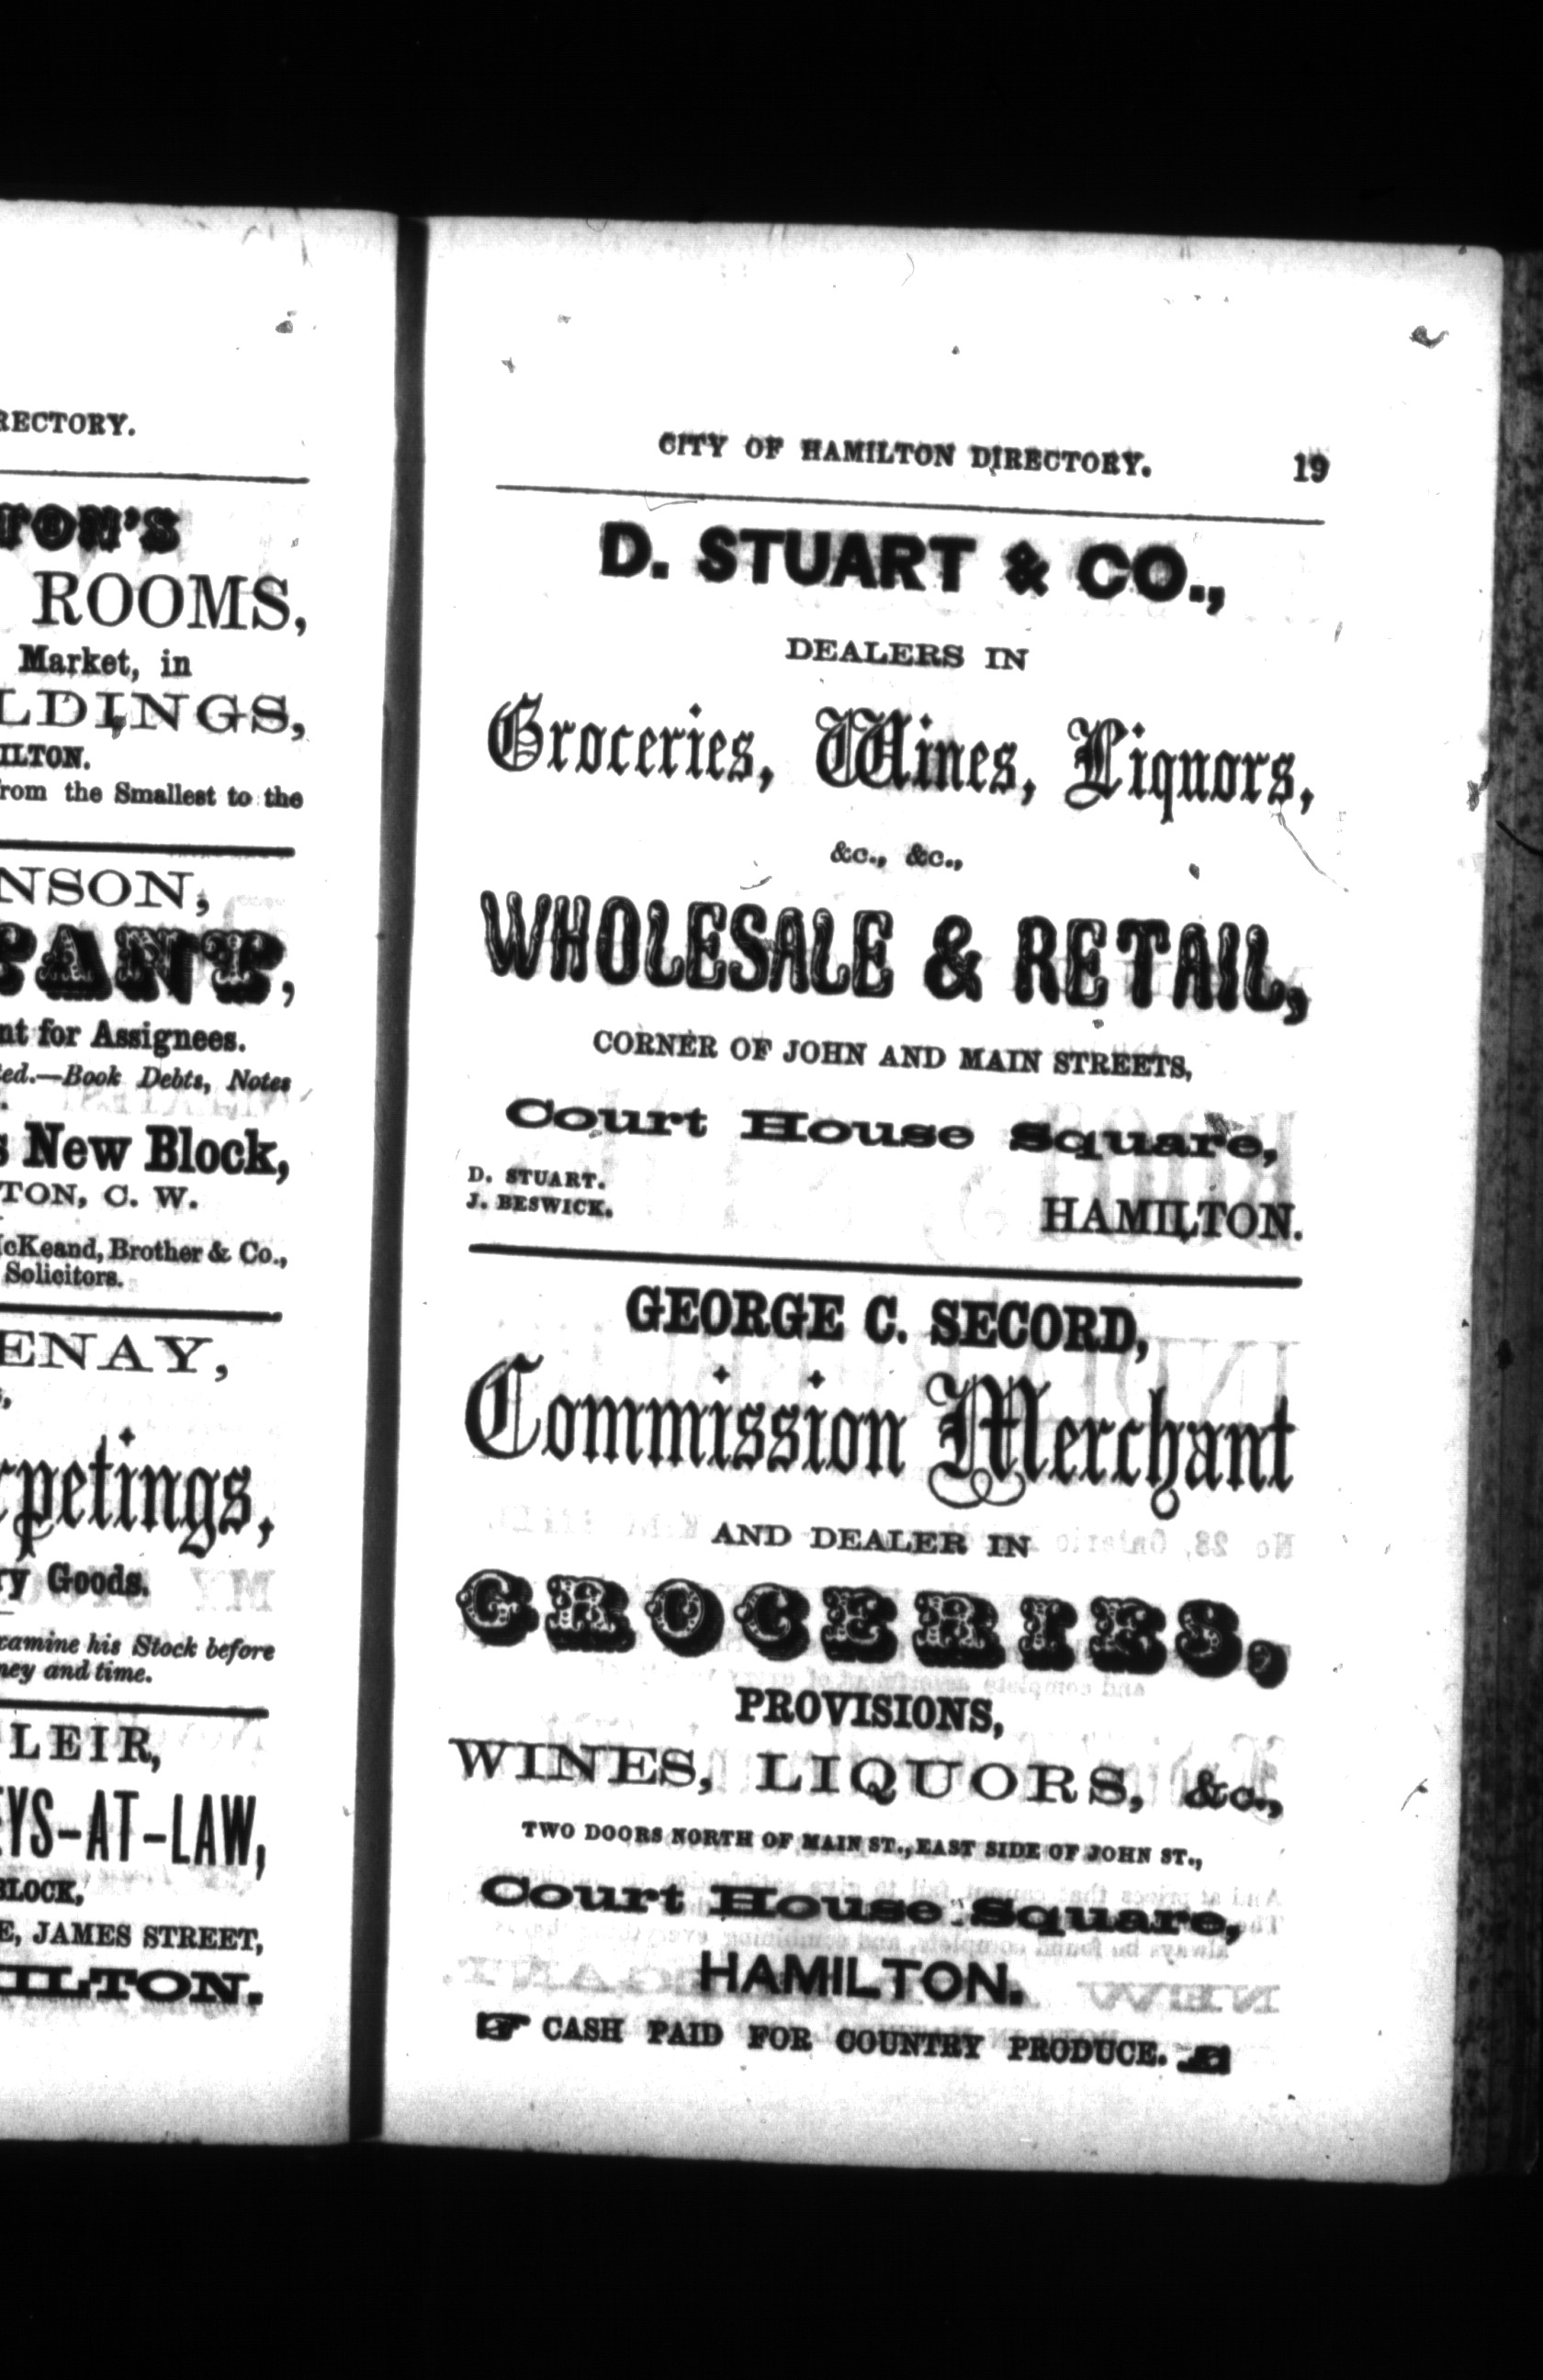 RECTORY.
TON'S
ROOMS,
Market, in
LDINGS,
ILTON.
rom the Smallest to the
NSON,
TANT,
nt for Assignees.
ed.—Book Debts, Notes
s New Block,
TON, C. W.
cKeand, Brother & Co.,
Solicitors.
ENAY,
rpetings,
ry Goods.
xamine his Stock before
ney and time.
LEIR,
EYS-AT-LAW,
BLOCK,
E, JAMES STREET,
ILTON.
CITY OF HAMILTON DIRECTORY. 19
D. STUART & CO.,
DEALERS IN
Groceries, Wines, Liquors,
&c., &c.,
WHOLESALE & RETAIL,
CORNER OF JOHN AND MAIN STREETS,
Court House Square,
D. STUART.
J. BESWICK.
HAMILTON.
GEORGE C. SECORD,
Commission Merchant
AND DEALER IN
GROCERIES,
PROVISIONS,
WINES, LIQUORS, &c.,
TWO DOORS NORTH OF MAIN ST., EAST SIDE OF JOHN ST.,
Court House Square,
HAMILTON.
☞ CASH PAID FOR COUNTRY PRODUCE. ☜